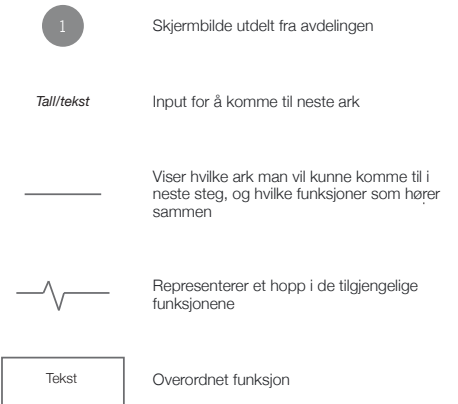 1 Skjermbilde utdelt fra avdelingen
Tall/tekst Input for å komme til neste ark
Viser hvilke ark man vil kunne komme til i
neste steg, og hvilke funksjoner som hører
sammen
Representerer et hopp i de tilgjengelige
funksjonene
Tekst Overordnet funksjon